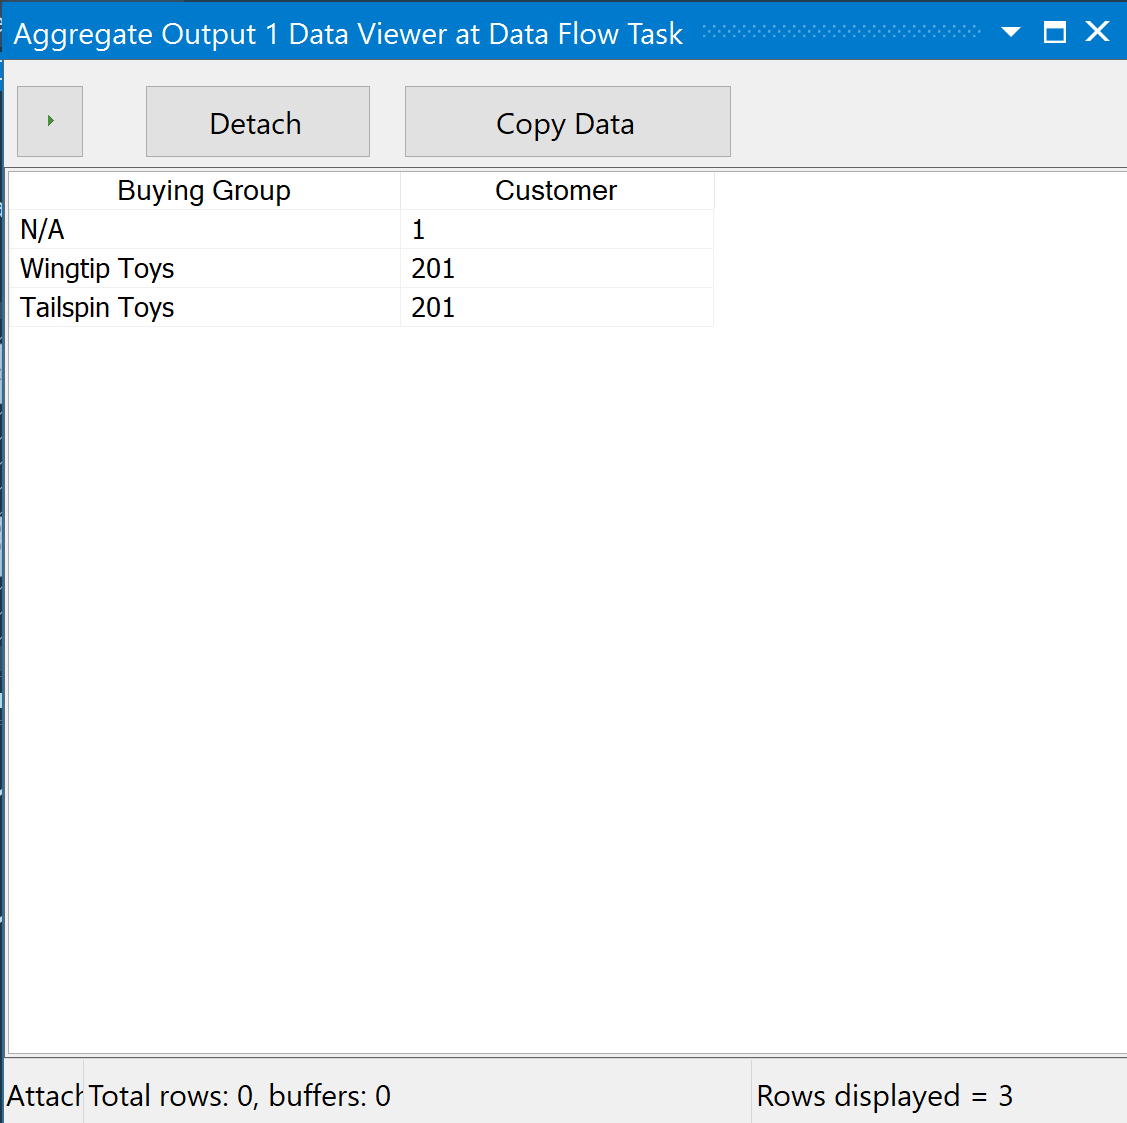 Aggregate Output 1 Data Viewer at Data Flow Task
Detach Copy Data
Buying Group Customer
N/A 1
Wingtip Toys 201
Tailspin Toys 201
Attach Total rows: 0, buffers: 0 Rows displayed = 3